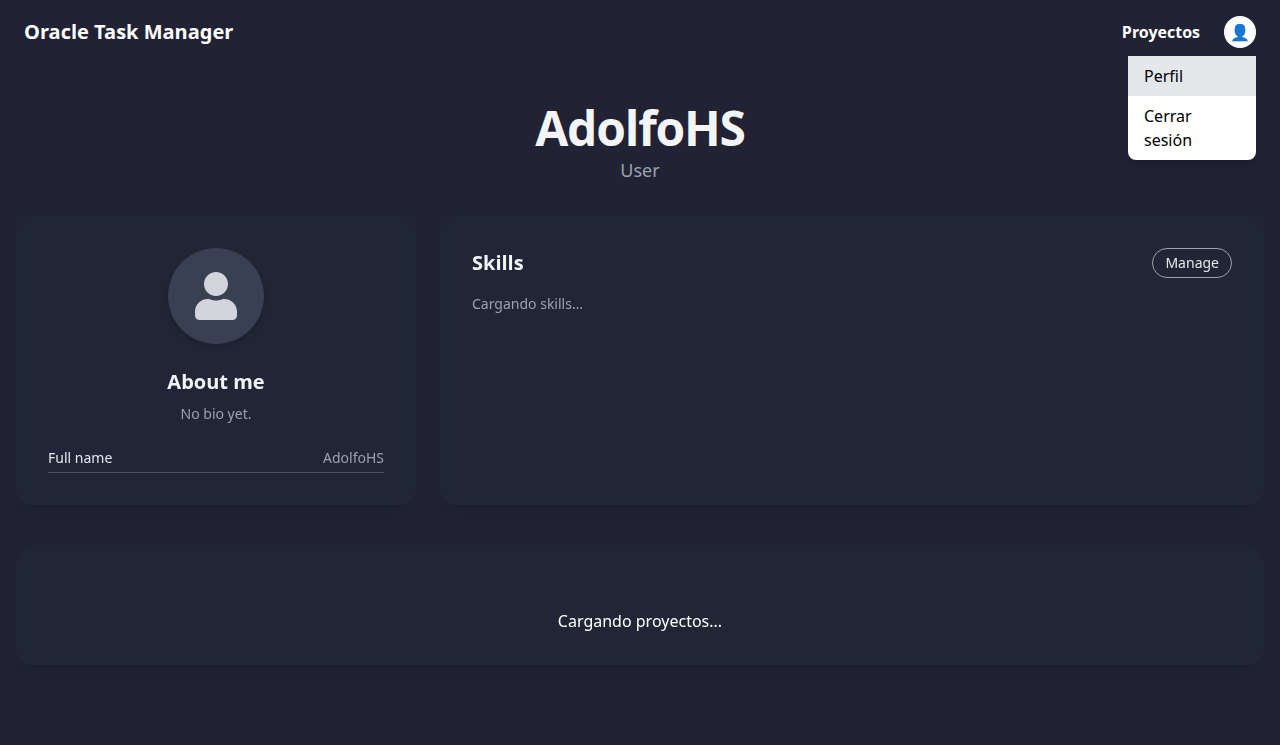 Oracle Task Manager
Proyectos
Perfil
Cerrar
sesión
AdolfoHS
User
About me
No bio yet.
Full name AdolfoHS
Skills
Manage
Cargando skills...
Cargando proyectos...